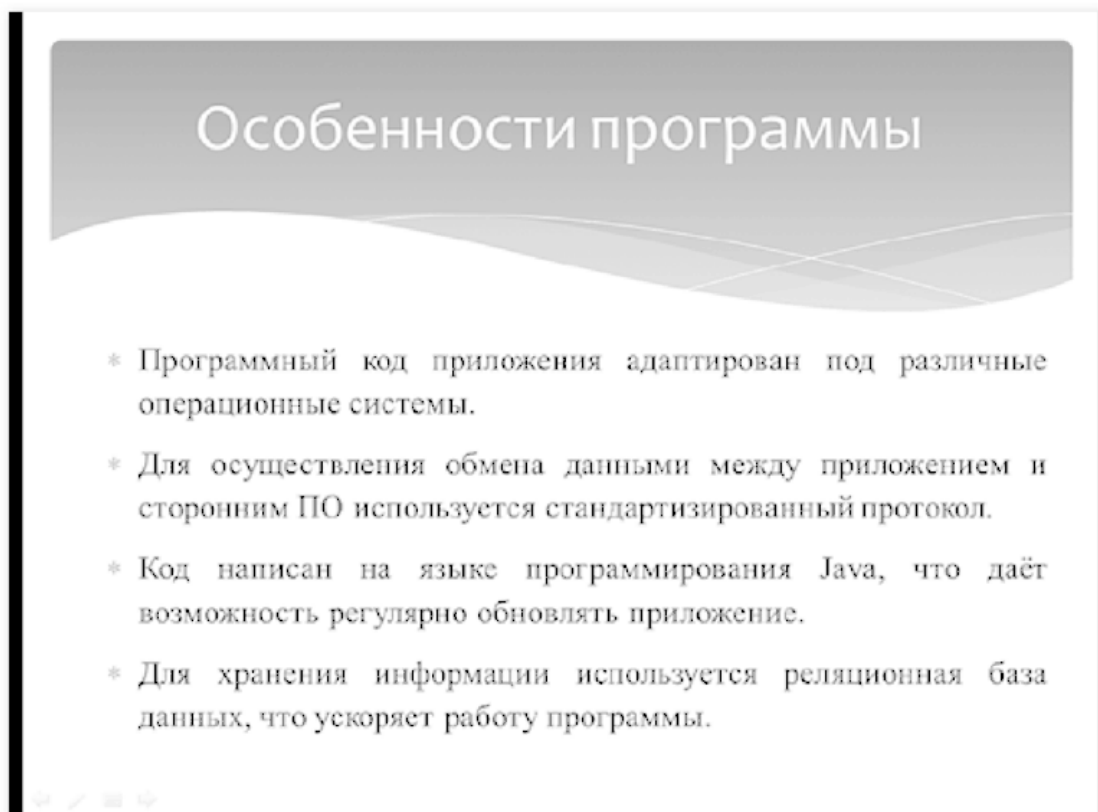 Особенности программы
* Программный код приложения адаптирован под различные
операционные системы.
* Для осуществления обмена данными между приложением и
сторонним ПО используется стандартизированный протокол.
* Код написан на языке программирования Java, что даёт
возможность регулярно обновлять приложение.
* Для хранения информации используется реляционная база
данных, что ускоряет работу программы.